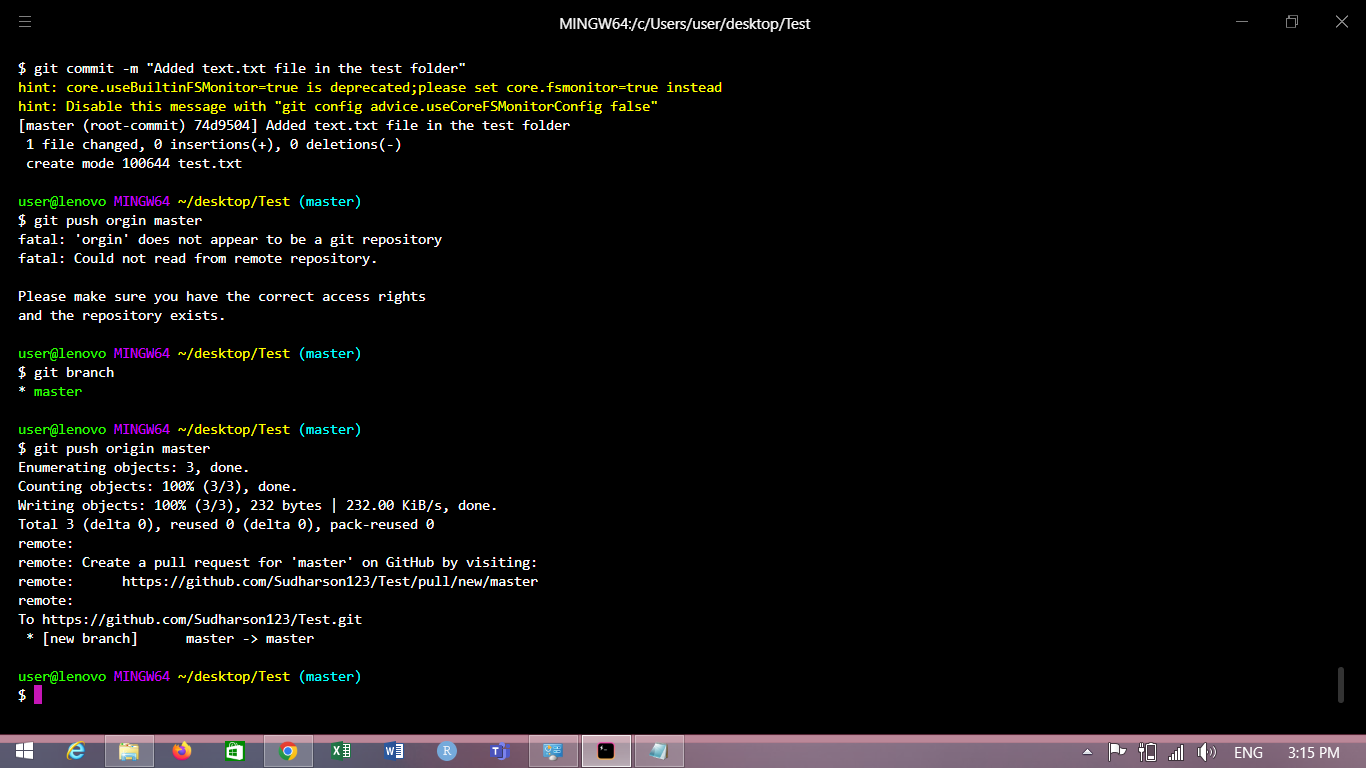 MINGW64:/c/Users/user/desktop/Test
$ git commit -m "Added text.txt file in the test folder"
hint: core.useBuiltinFSMonitor=true is deprecated;please set core.fsmonitor=true instead
hint: Disable this message with "git config advice.useCoreFSMonitorConfig false"
[master (root-commit) 74d9504] Added text.txt file in the test folder
 1 file changed, 0 insertions(+), 0 deletions(-)
 create mode 100644 test.txt
user@lenovo MINGW64 ~/desktop/Test (master)
$ git push orgin master
fatal: 'orgin' does not appear to be a git repository
fatal: Could not read from remote repository.
Please make sure you have the correct access rights
and the repository exists.
user@lenovo MINGW64 ~/desktop/Test (master)
$ git branch
* master
user@lenovo MINGW64 ~/desktop/Test (master)
$ git push origin master
Enumerating objects: 3, done.
Counting objects: 100% (3/3), done.
Writing objects: 100% (3/3), 232 bytes | 232.00 KiB/s, done.
Total 3 (delta 0), reused 0 (delta 0), pack-reused 0
remote:
remote: Create a pull request for 'master' on GitHub by visiting:
remote:      https://github.com/Sudharson123/Test/pull/new/master
remote:
To https://github.com/Sudharson123/Test.git
 * [new branch]      master -> master
user@lenovo MINGW64 ~/desktop/Test (master)
$
ENG 3:15 PM